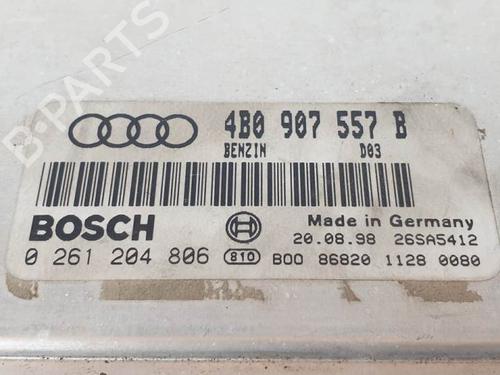 4B0 907 557 B
BENZIN D03
BOSCH
Made in Germany
20.08.98 26SA5412
0 261 204 806 810 B00 86820 1128 0080
B-PARTS